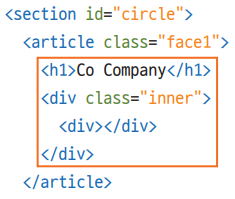 <section id="circle">
<article class="face1">
<h1>Co Company</h1>
<div class="inner">
<div></div>
</div>
</article>